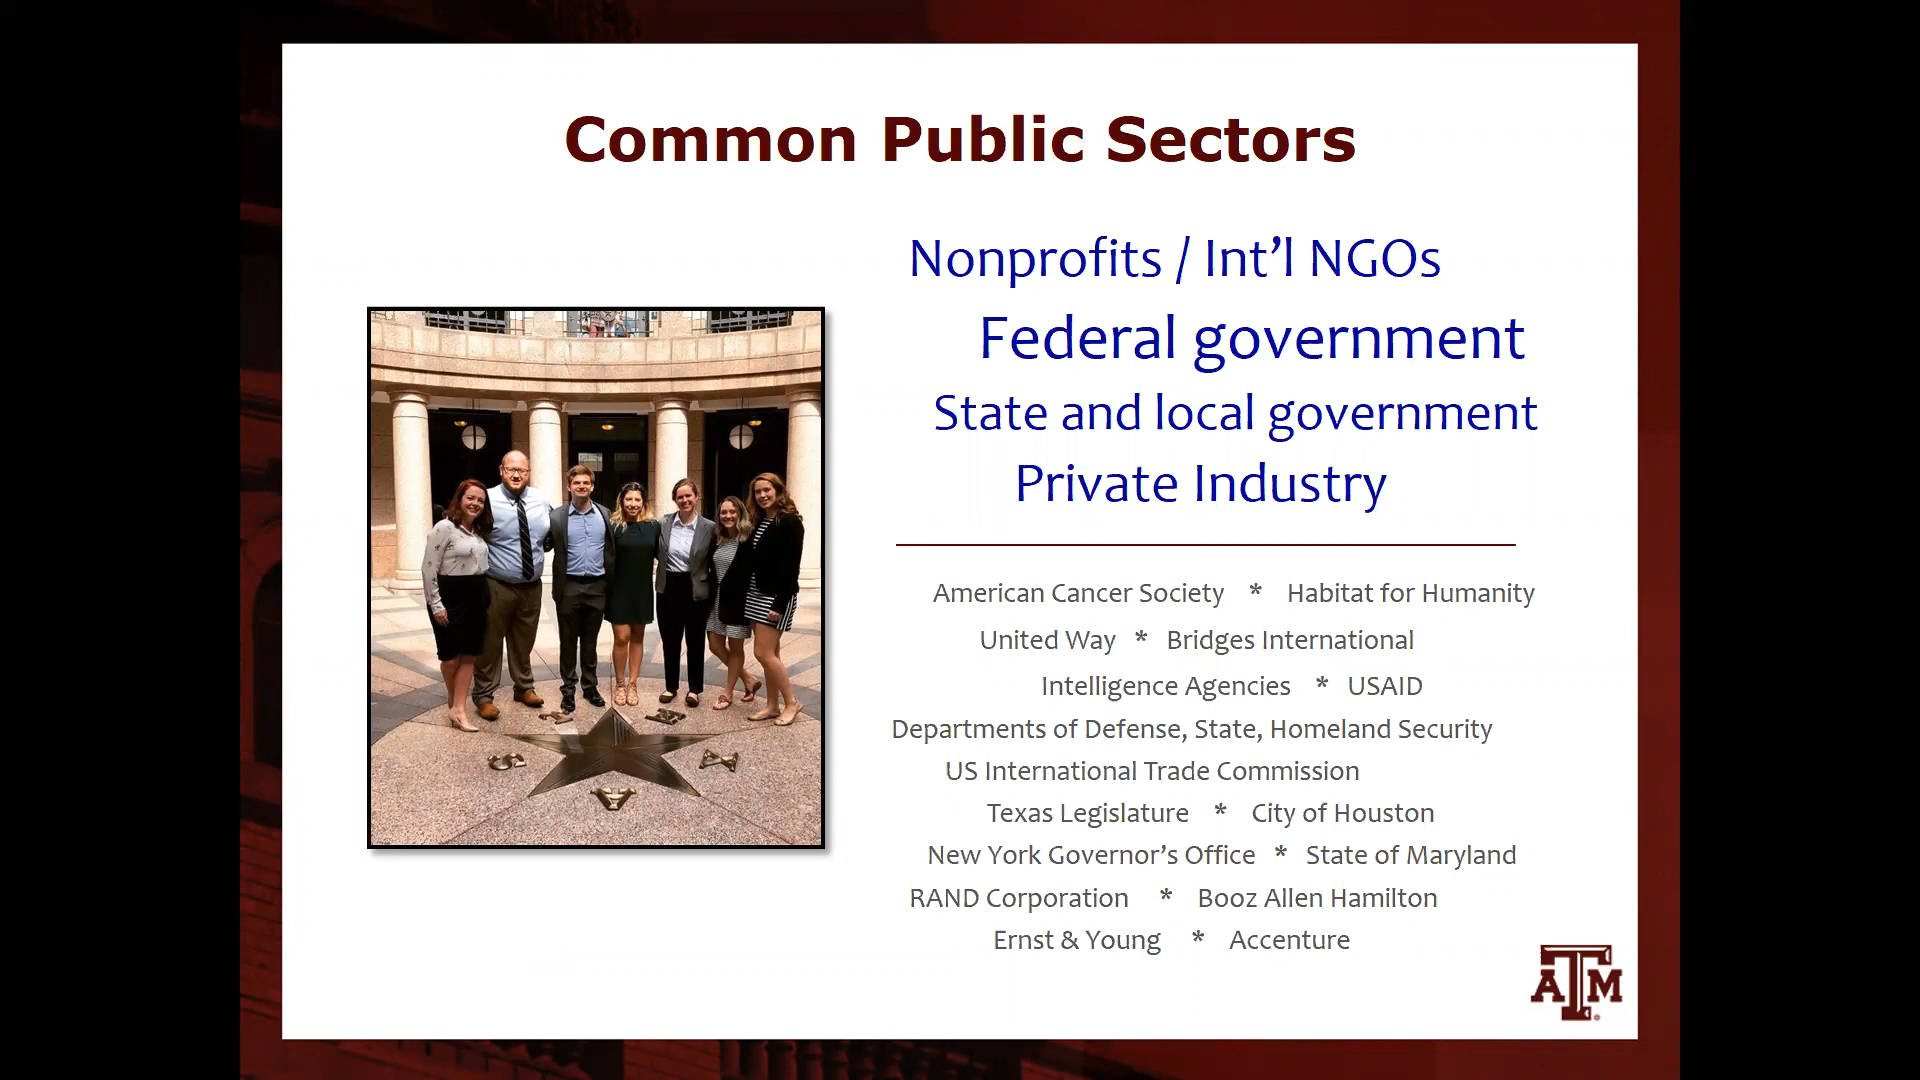 Common Public Sectors
Nonprofits / Int'l NGOs
Federal government
State and local government
Private Industry
American Cancer Society * Habitat for Humanity
United Way * Bridges International
Intelligence Agencies * USAID
Departments of Defense, State, Homeland Security
US International Trade Commission
Texas Legislature * City of Houston
New York Governor’s Office * State of Maryland
RAND Corporation * Booz Allen Hamilton
Ernst & Young * Accenture
TEXAS
ATM